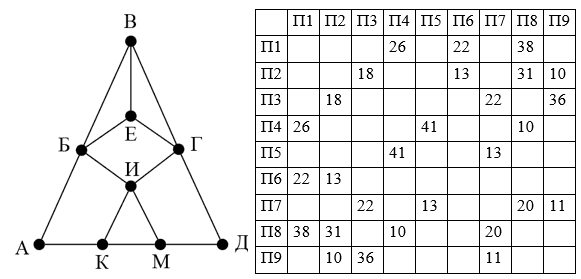 В
Е
Б
Г
И
А
К
М
Д
П1 П2 П3 П4 П5 П6 П7 П8 П9
П1 26 22 38
П2 18 13 31 10
П3 18 22 36
П4 26 41 10
П5 41 13
П6 22 13
П7 22 13 20 11
П8 38 31 10 20
П9 10 36 11